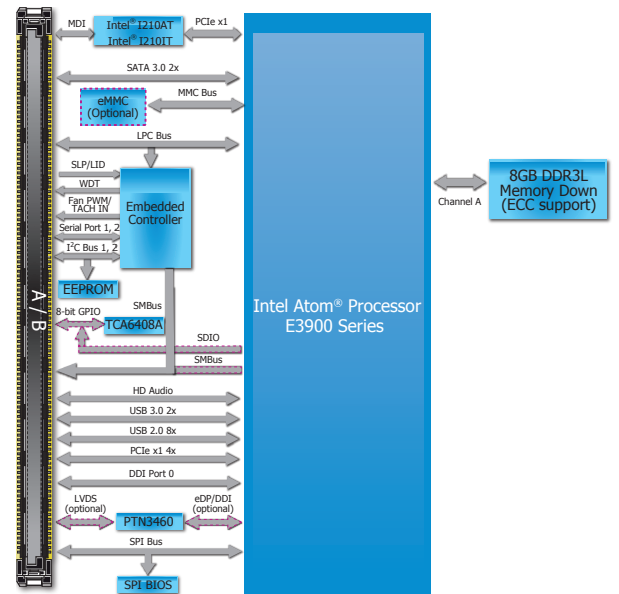 MDI
Intel® I210AT
Intel® I210IT
PCIe x1
SATA 3.0 2x
eMMC
(Optional)
MMC Bus
LPC Bus
SLP/LID
WDT
Fan PWM/
TACH IN
Serial Port 1, 2
I²C Bus 1, 2
Embedded
Controller
EEPROM
8-bit GPIO
SMBus
TCA6408A
SDIO
SMBus
A / B
HD Audio
USB 3.0 2x
USB 2.0 8x
PCIe x1 4x
DDI Port 0
LVDS
(optional)
PTN3460
eDP/DDI
(optional)
SPI Bus
SPI BIOS
Intel Atom® Processor
E3900 Series
Channel A
8GB DDR3L
Memory Down
(ECC support)